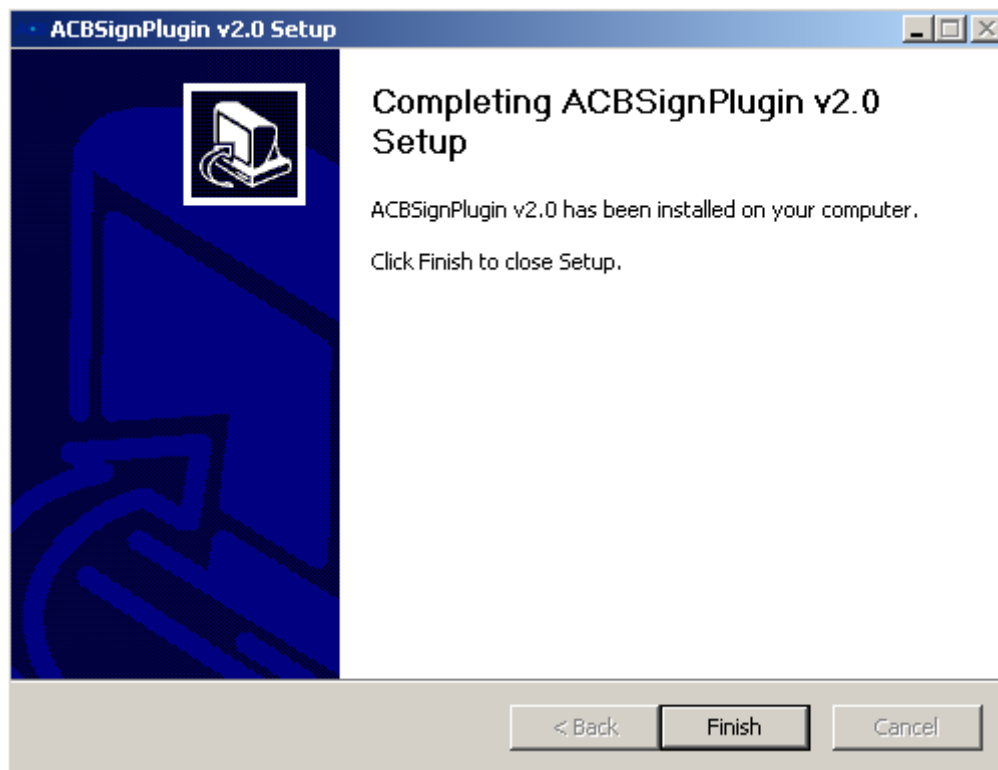 ACBSignPlugin v2.0 Setup
Completing ACBSignPlugin v2.0
Setup
ACBSignPlugin v2.0 has been installed on your computer.
Click Finish to close Setup.
< Back
Finish
Cancel